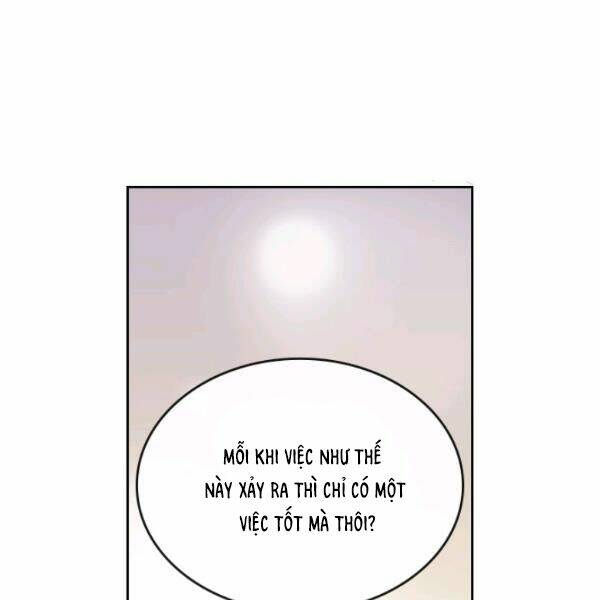 MỖI KHI VIỆC NHƯ THẾ
NÀY XẢY RA THÌ CHỈ CÓ MỘT
VIỆC TỐT MÀ THÔI?